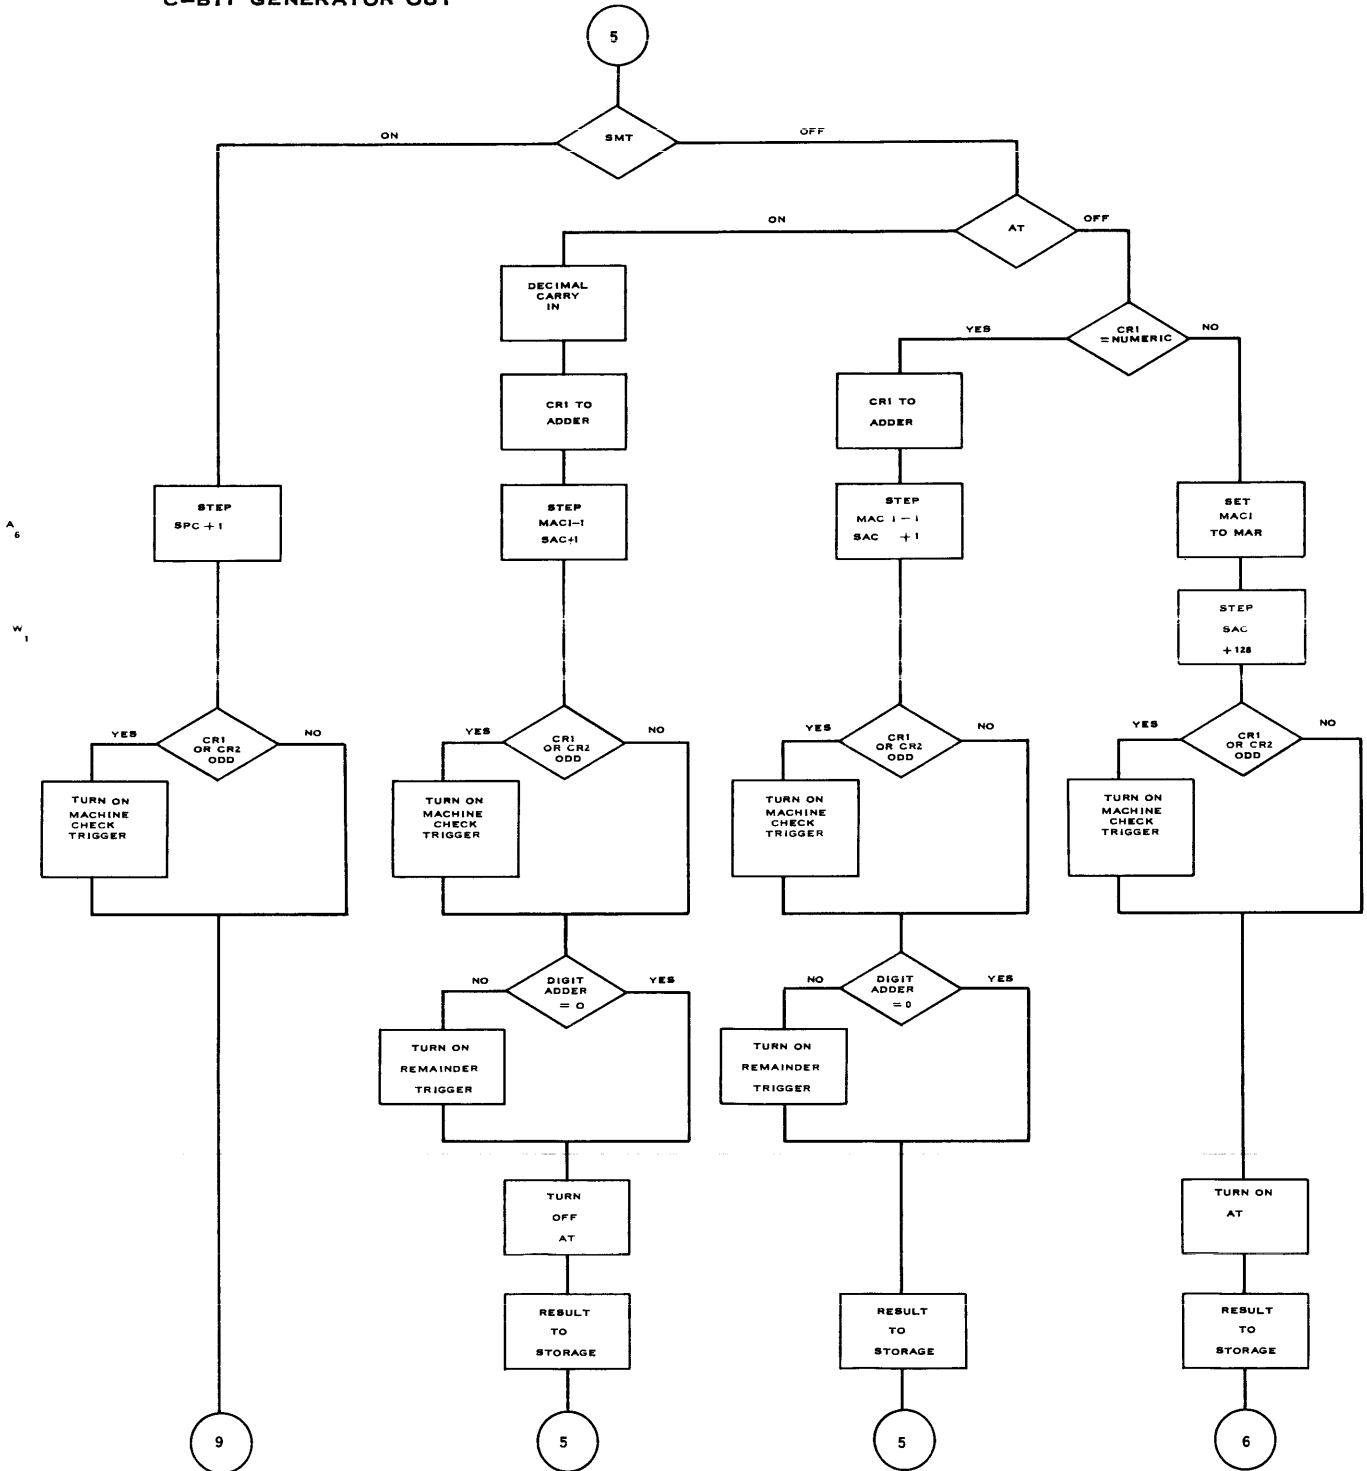 C-BIT GENERATOR OUT
5
SMT
ON
OFF
AT
ON
OFF
DECIMAL
CARRY
IN
CR1
=NUMERIC
YES
NO
CR1 TO
ADDER
CR1 TO
ADDER
A6
STEP
SPC + 1
STEP
MAC1-1
SAC+1
STEP
MAC 1 - 1
SAC + 1
SET
MAC1
TO MAR
W1
STEP
SAC
+ 128
YES
CR1
OR CR2
ODD
NO
YES
CR1
OR CR2
ODD
NO
YES
CR1
OR CR2
ODD
NO
YES
CR1
OR CR2
ODD
NO
TURN ON
MACHINE
CHECK
TRIGGER
TURN ON
MACHINE
CHECK
TRIGGER
TURN ON
MACHINE
CHECK
TRIGGER
TURN ON
MACHINE
CHECK
TRIGGER
NO
DIGIT
ADDER
= 0
YES
NO
DIGIT
ADDER
= 0
YES
TURN ON
REMAINDER
TRIGGER
TURN ON
REMAINDER
TRIGGER
TURN
OFF
AT
TURN ON
AT
RESULT
TO
STORAGE
RESULT
TO
STORAGE
RESULT
TO
STORAGE
9
5
5
6